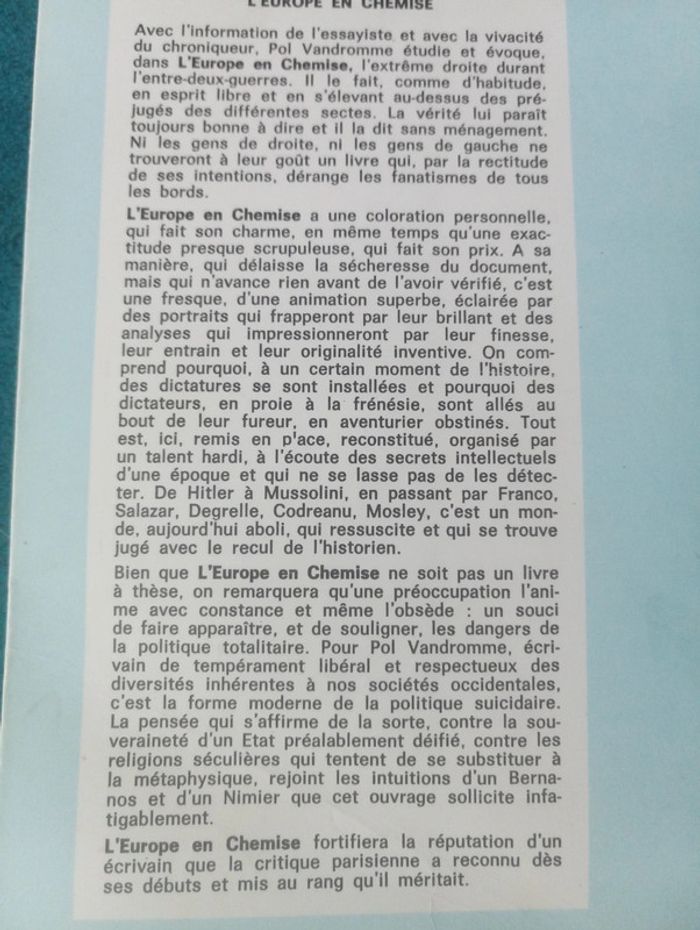 L'EUROPE EN CHEMISE
Avec l'information de l'essayiste et avec la vivacité
du chroniqueur, Pol Vandromme étudie et évoque,
dans L'Europe en Chemise, l'extrême droite durant
l'entre-deux-guerres. Il le fait, comme d'habitude,
en esprit libre et en s'élevant au-dessus des pré-
jugés des différentes sectes. La vérité lui paraît
toujours bonne à dire et il la dit sans ménagement.
Ni les gens de droite, ni les gens de gauche ne
trouveront à leur goût un livre qui, par la rectitude
de ses intentions, dérange les fanatismes de tous
les bords.
L'Europe en Chemise a une coloration personnelle,
qui fait son charme, en même temps qu'une exac-
titude presque scrupuleuse, qui fait son prix. A sa
manière, qui délaisse la sécheresse du document,
mais qui n'avance rien avant de l'avoir vérifié, c'est
une fresque, d'une animation superbe, éclairée par
des portraits qui frapperont par leur brillant et des
analyses qui impressionneront par leur finesse,
leur entrain et leur originalité inventive. On com-
prend pourquoi, à un certain moment de l'histoire,
des dictatures se sont installées et pourquoi des
dictateurs, en proie à la frénésie, sont allés au
bout de leur fureur, en aventurier obstinés. Tout
est, ici, remis en p'ace, reconstitué, organisé par
un talent hardi, à l'écoute des secrets intellectuels
d'une époque et qui ne se lasse pas de les détec-
ter. De Hitler à Mussolini, en passant par Franco,
Salazar, Degrelle, Codreanu, Mosley, c'est un mon-
de, aujourd'hui aboli, qui ressuscite et qui se trouve
jugé avec le recul de l'historien.
Bien que L'Europe en Chemise ne soit pas un livre
à thèse, on remarquera qu'une préoccupation l'ani-
me avec constance et même l'obsède : un souci
de faire apparaître, et de souligner, les dangers de
la politique totalitaire. Pour Pol Vandromme, écri-
vain de tempérament libéral et respectueux des
diversités inhérentes à nos sociétés occidentales,
c'est la forme moderne de la politique suicidaire.
La pensée qui s'affirme de la sorte, contre la sou-
veraineté d'un Etat préalablement déifié, contre les
religions séculières qui tentent de se substituer à
la métaphysique, rejoint les intuitions d'un Berna-
nos et d'un Nimier que cet ouvrage sollicite infa-
tigablement.
L'Europe en Chemise fortifiera la réputation d'un
écrivain que la critique parisienne a reconnu dès
ses débuts et mis au rang qu'il méritait.